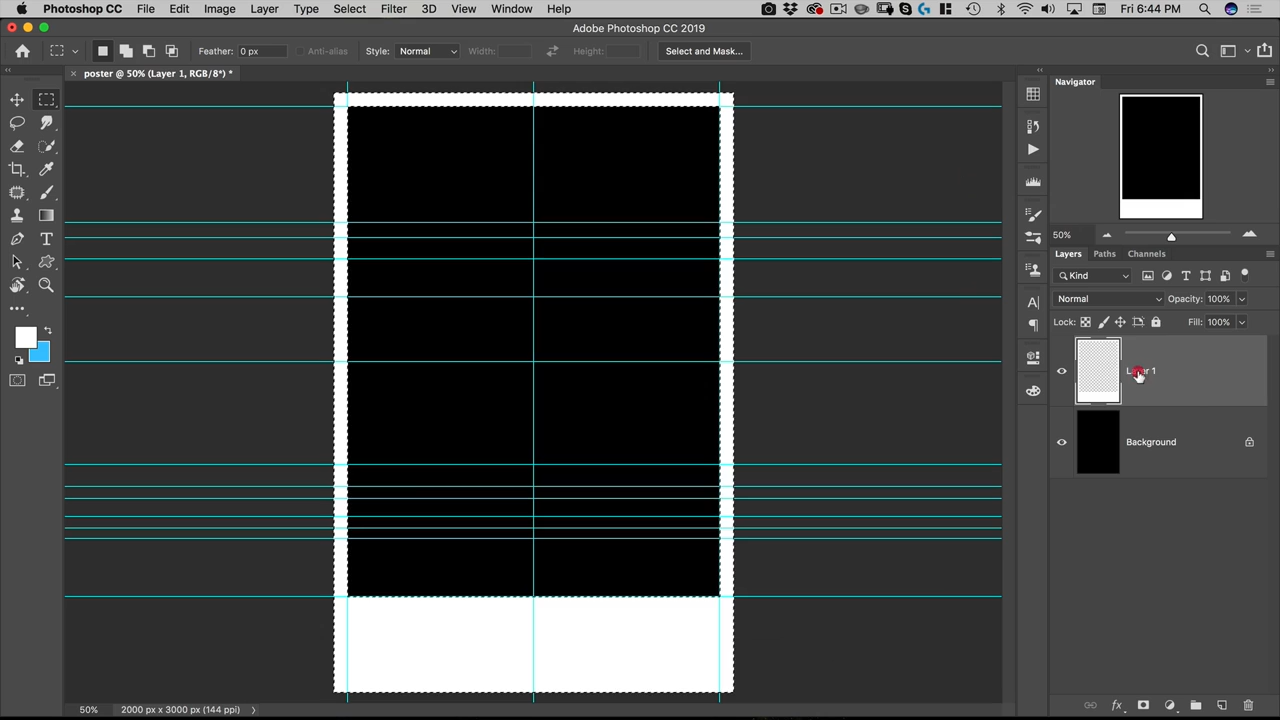 Photoshop CC File Edit Image Layer Type Select Filter 3D View Window Help Fri 6:44 PM
Adobe Photoshop CC 2019
Feather: 0 px Anti-alias Style: Normal Width: Height: Select and Mask...
× poster @ 50% (Layer 1, RGB/8*) *
Navigator
50%
Layers Paths Channels
Kind
Normal Opacity: 100%
Lock: Fill: 100%
Background
50% 2000 px x 3000 px (144 ppi)